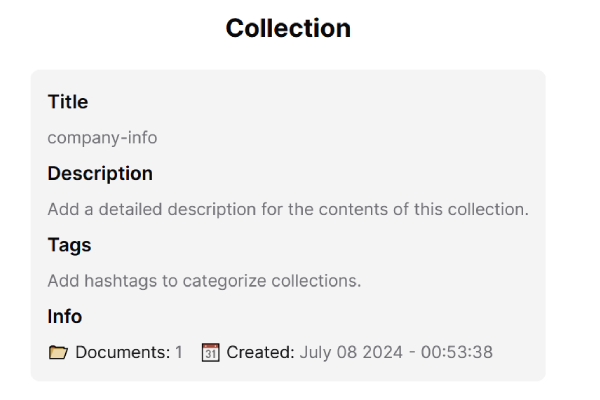 Collection
Title
company-info
Description
Add a detailed description for the contents of this collection.
Tags
Add hashtags to categorize collections.
Info
Documents: 1 31 Created: July 08 2024 - 00:53:38